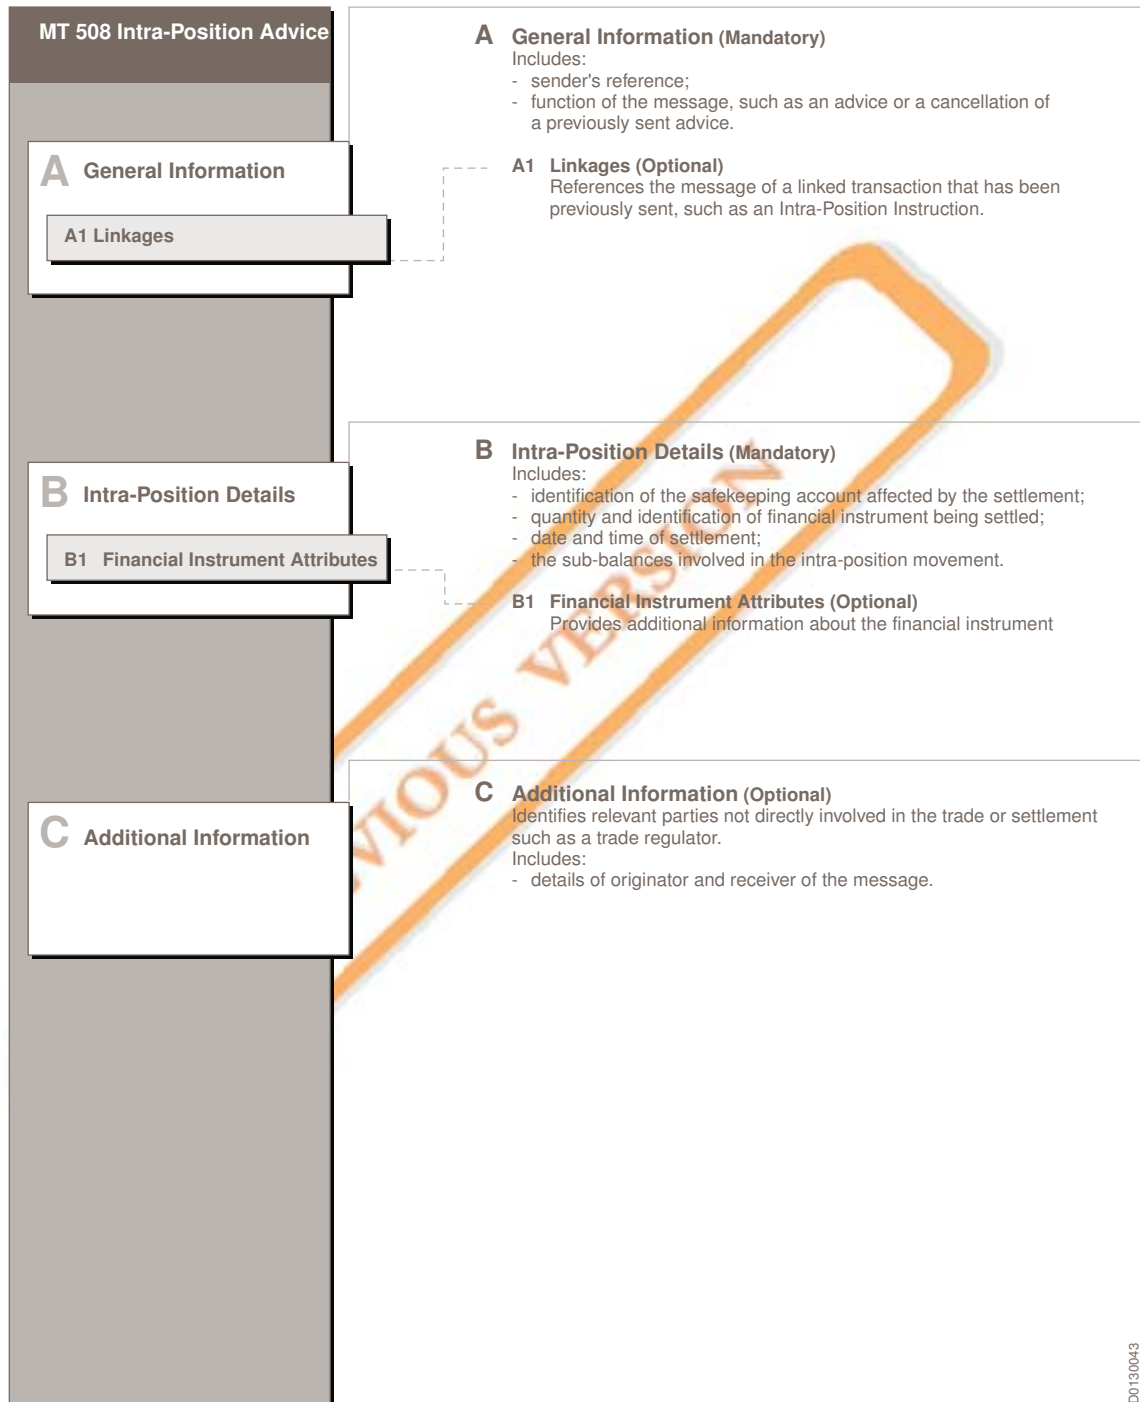 MT 508 Intra-Position Advice
A General Information
A1 Linkages
B Intra-Position Details
B1 Financial Instrument Attributes
C Additional Information
A General Information (Mandatory)
Includes:
- sender's reference;
- function of the message, such as an advice or a cancellation of
a previously sent advice.
A1 Linkages (Optional)
References the message of a linked transaction that has been
previously sent, such as an Intra-Position Instruction.
B Intra-Position Details (Mandatory)
Includes:
- identification of the safekeeping account affected by the settlement;
- quantity and identification of financial instrument being settled;
- date and time of settlement;
- the sub-balances involved in the intra-position movement.
B1 Financial Instrument Attributes (Optional)
Provides additional information about the financial instrument
C Additional Information (Optional)
Identifies relevant parties not directly involved in the trade or settlement
such as a trade regulator.
Includes:
- details of originator and receiver of the message.
VIOUS VERSION
D0130043